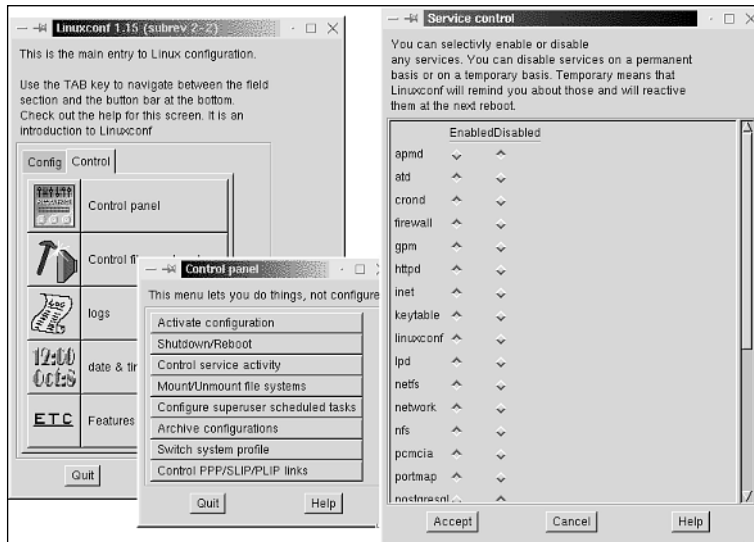 Linuxconf 1.15 (subrev 2-2)
This is the main entry to Linux configuration.
Use the TAB key to navigate between the field
section and the button bar at the bottom.
Check out the help for this screen. It is an
introduction to Linuxconf
Config Control
Control panel
logs
date & tim
ETC Features
Quit
Control panel
This menu lets you do things, not configure
Activate configuration
Shutdown/Reboot
Control service activity
Mount/Unmount file systems
Configure superuser scheduled tasks
Archive configurations
Switch system profile
Control PPP/SLIP/PLIP links
Quit Help
Service control
You can selectivly enable or disable
any services. You can disable services on a permanent
basis or on a temporary basis. Temporary means that
Linuxconf will remind you about those and will reactive
them at the next reboot.
EnabledDisabled
apmd
atd
crond
firewall
gpm
httpd
inet
keytable
linuxconf
lpd
netfs
network
nfs
pcmcia
portmap
postgresql
Accept Cancel Help